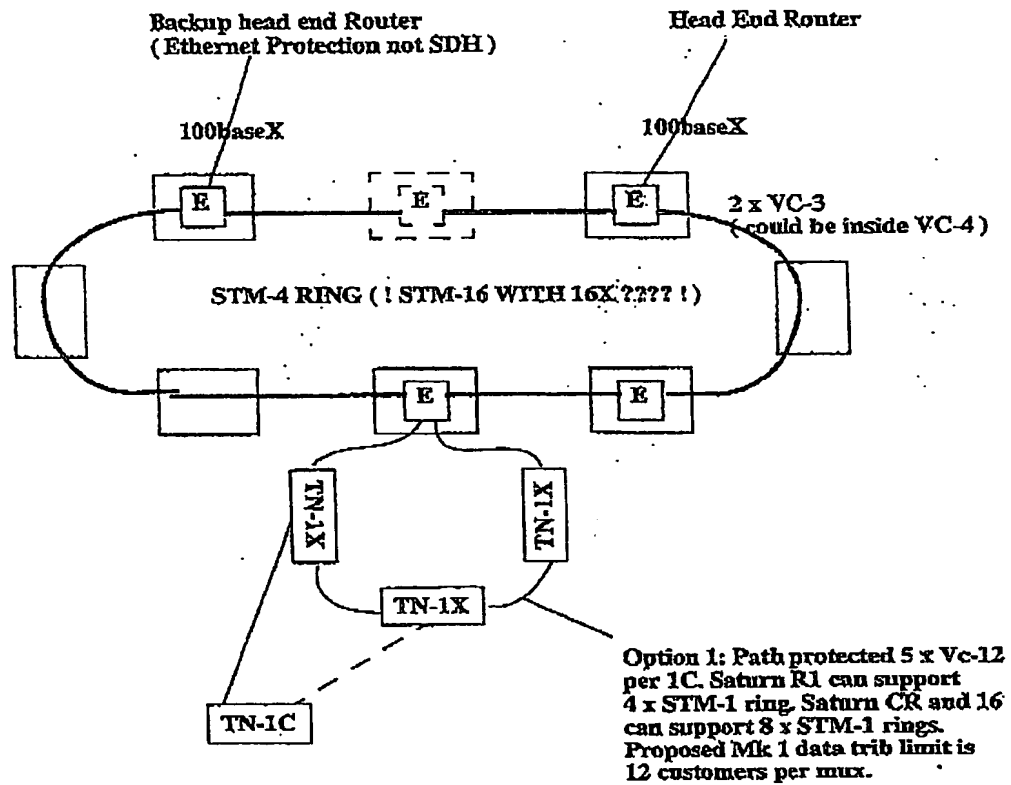 Backup head end Router
( Ethernet Protection not SDH )
Head End Router
100baseX
100baseX
E
E
E
2 x VC-3
( could be inside VC-4 )
STM-4 RING ( ! STM-16 WITH 16X ???? ! )
E
E
TN-1X
TN-1X
TN-1X
TN-1C
Option 1: Path protected 5 x Vc-12
per 1C. Saturn R1 can support
4 x STM-1 ring. Saturn CR and 16
can support 8 x STM-1 rings.
Proposed Mk 1 data trib limit is
12 customers per mux.